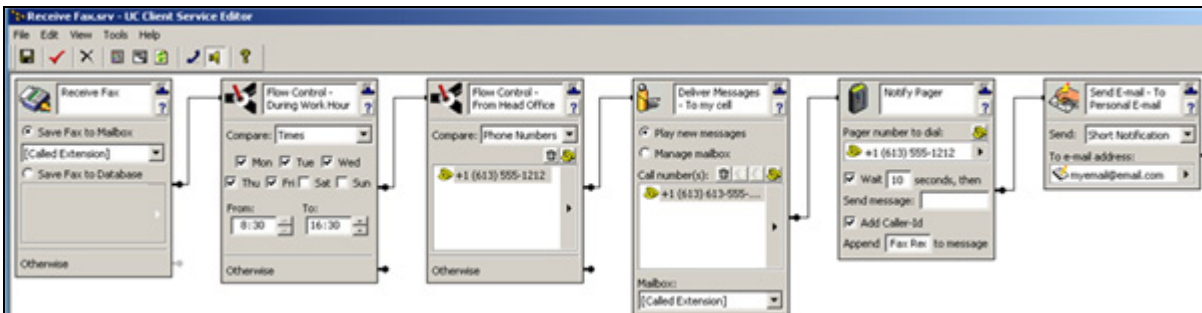 Receive Fax.srv - UC Client Service Editor
File Edit View Tools Help
Receive Fax
Save Fax to Mailbox
[Called Extension]
Save Fax to Database
Otherwise
Flow Control -
During Work Hour
Compare: Times
Mon Tue Wed
Thu Fri Sat Sun
From: To:
8:30 16:30
Otherwise
Flow Control -
From Head Office
Compare: Phone Numbers
+1 (613) 555-1212
Otherwise
Deliver Messages
- To my cell
Play new messages
Manage mailbox
Call number(s):
+1 (613) 613-555-....
Mailbox:
[Called Extension]
Notify Pager
Pager number to dial:
+1 (613) 555-1212
Wait 10 seconds, then
Send message:
Add Caller-Id
Append Fax Rec to message
Send E-mail - To
Personal E-mail
Send: Short Notification
To e-mail address:
myemail@email.com